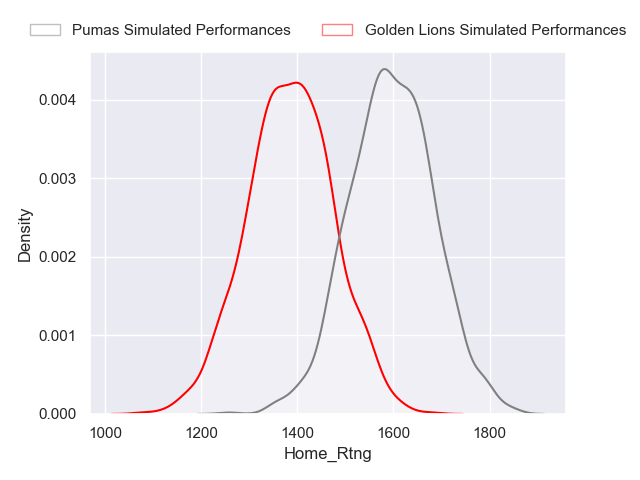 Pumas Simulated Performances
Golden Lions Simulated Performances
0.004
0.003
0.002
0.001
0.000
Density
1000
1200
1400
1600
1800
Home_Rtng